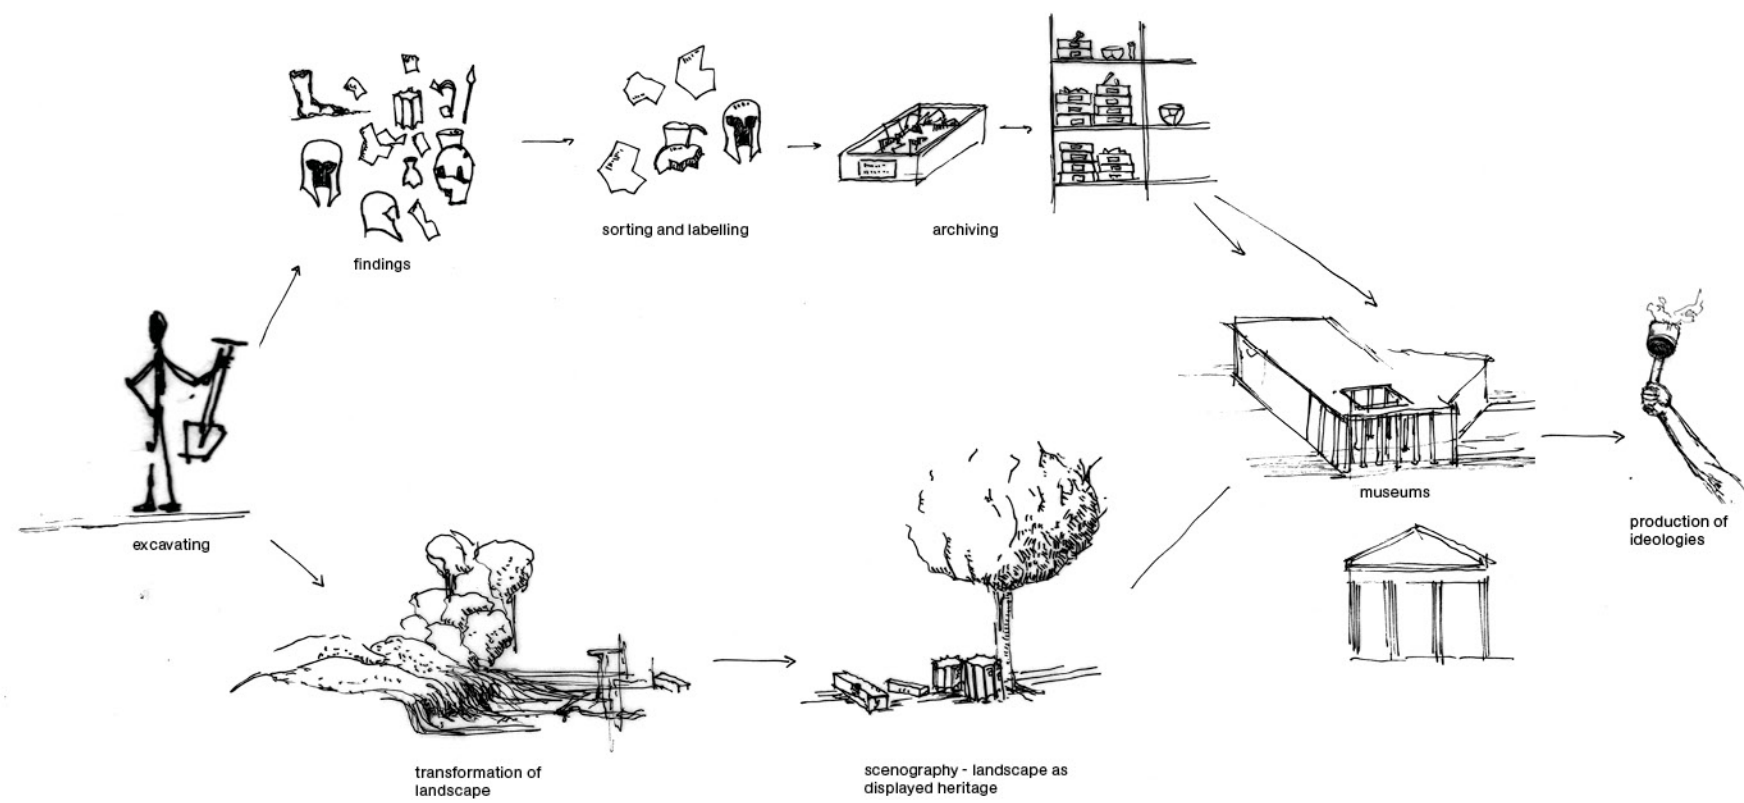 findings
sorting and labelling
archiving
excavating
museums
production of
ideologies
transformation of
landscape
scenography - landscape as
displayed heritage